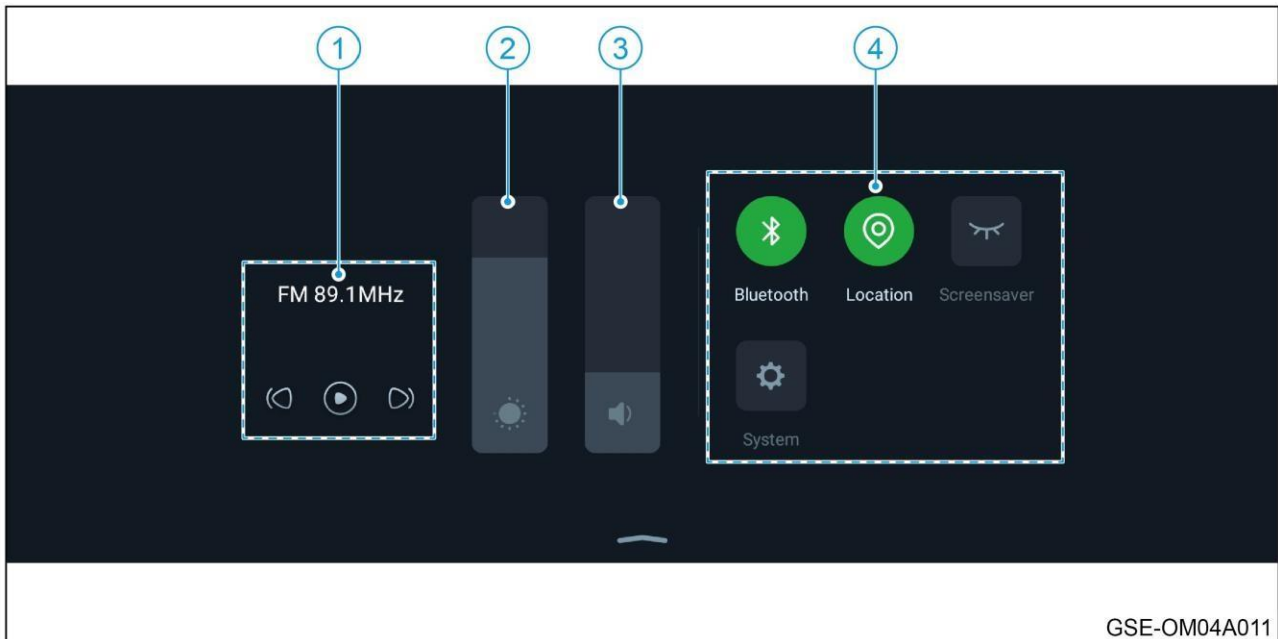 1 2 3 4
FM 89.1MHz
Bluetooth Location Screensaver
System
GSE-OM04A011